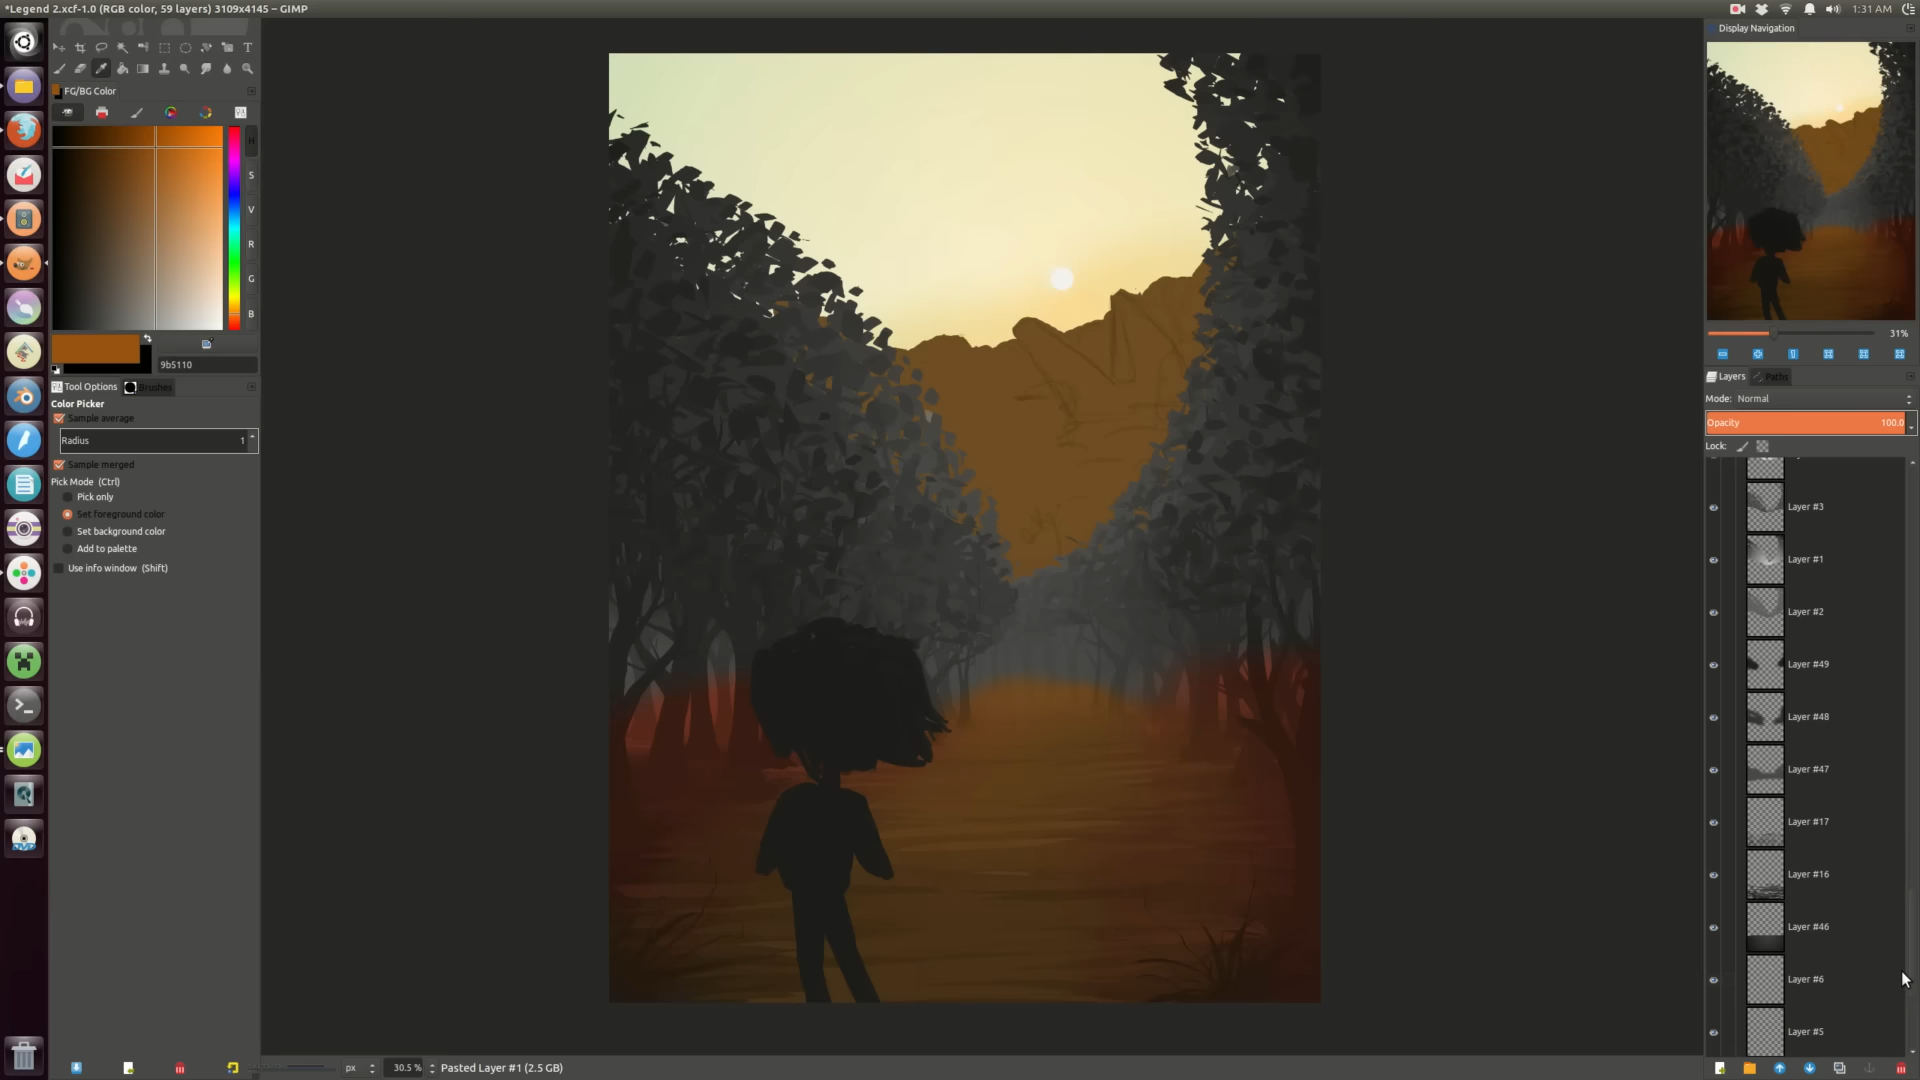 *Legend 2.xcf-1.0 (RGB color, 59 layers) 3109x4145 – GIMP
1:31 AM
FG/BG Color
H
S
V
R
G
B
9b5110
Tool Options
Brushes
Color Picker
Sample average
Radius
1
Sample merged
Pick Mode (Ctrl)
Pick only
Set foreground color
Set background color
Add to palette
Use info window (Shift)
px
30.5 %
Pasted Layer #1 (2.5 GB)
Display Navigation
31%
Layers
Paths
Mode:
Normal
Opacity
100.0
Lock:
Layer #3
Layer #1
Layer #2
Layer #49
Layer #48
Layer #47
Layer #17
Layer #16
Layer #46
Layer #6
Layer #5